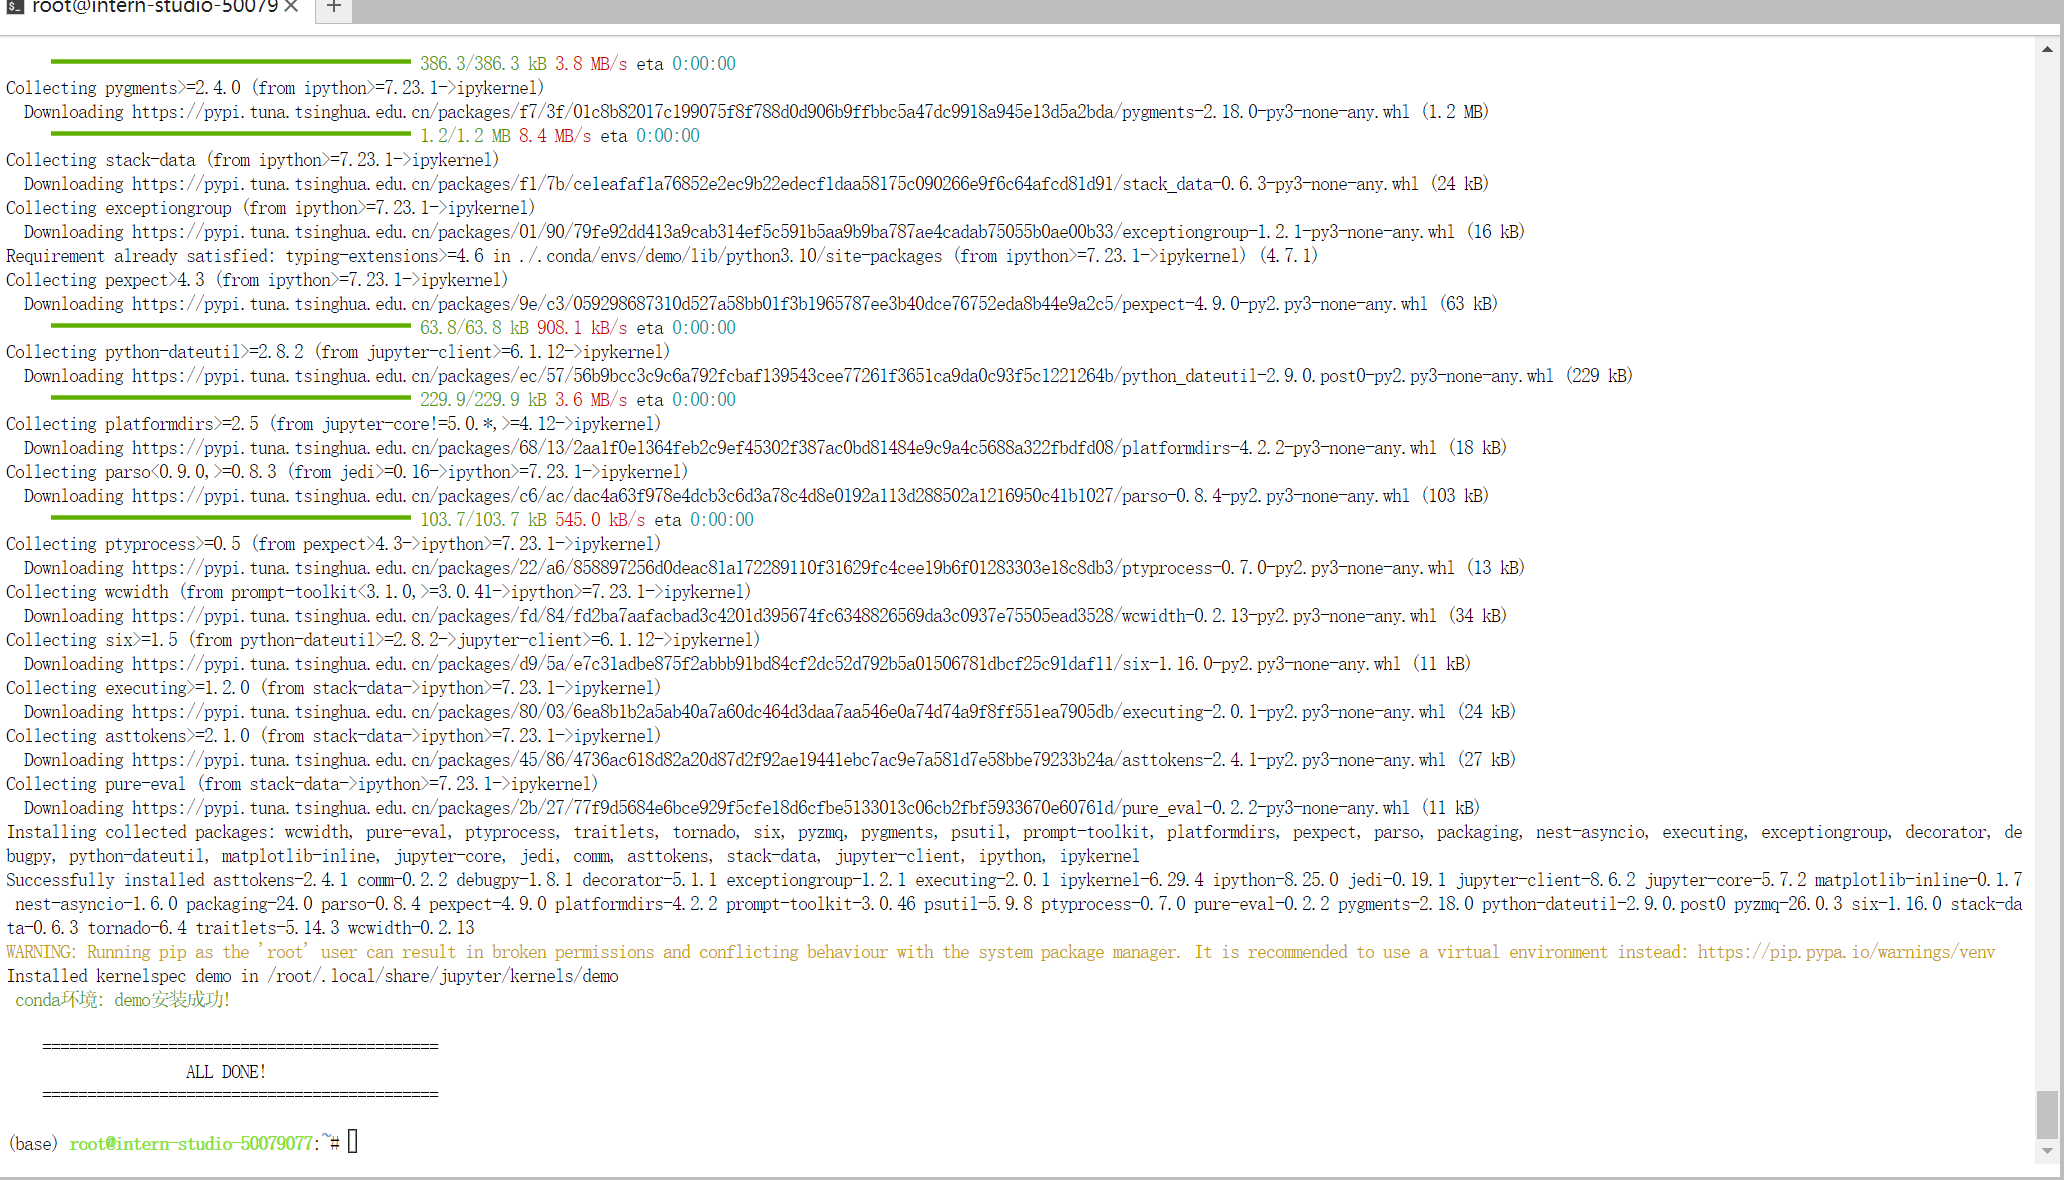 root@intern-studio-50079
386.3/386.3 kB 3.8 MB/s eta 0:00:00
Collecting pygments>=2.4.0 (from ipython>=7.23.1->ipykernel)
Downloading https://pypi.tuna.tsinghua.edu.cn/packages/f7/3f/01c8b82017c199075f8f788d0d906b9ffbbc5a47dc9918a945e13d5a2bda/pygments-2.18.0-py3-none-any.whl (1.2 MB)
1.2/1.2 MB 8.4 MB/s eta 0:00:00
Collecting stack-data (from ipython>=7.23.1->ipykernel)
Downloading https://pypi.tuna.tsinghua.edu.cn/packages/f1/7b/ce1eafaf1a76852e2ec9b22edecf1daa58175c090266e9f6c64afcd81d91/stack_data-0.6.3-py3-none-any.whl (24 kB)
Collecting exceptiongroup (from ipython>=7.23.1->ipykernel)
Downloading https://pypi.tuna.tsinghua.edu.cn/packages/01/90/79fe92dd413a9cab314ef5c591b5aa9b9ba787ae4cadab75055b0ae00b33/exceptiongroup-1.2.1-py3-none-any.whl (16 kB)
Requirement already satisfied: typing-extensions>=4.6 in ./.conda/envs/demo/lib/python3.10/site-packages (from ipython>=7.23.1->ipykernel) (4.7.1)
Collecting pexpect>4.3 (from ipython>=7.23.1->ipykernel)
Downloading https://pypi.tuna.tsinghua.edu.cn/packages/9e/c3/059298687310d527a58bb01f3b1965787ee3b40dce76752eda8b44e9a2c5/pexpect-4.9.0-py2.py3-none-any.whl (63 kB)
63.8/63.8 kB 908.1 kB/s eta 0:00:00
Collecting python-dateutil>=2.8.2 (from jupyter-client>=6.1.12->ipykernel)
Downloading https://pypi.tuna.tsinghua.edu.cn/packages/ec/57/56b9bcc3c9c6a792fcbaf139543cee77261f3651ca9da0c93f5c1221264b/python_dateutil-2.9.0.post0-py2.py3-none-any.whl (229 kB)
229.9/229.9 kB 3.6 MB/s eta 0:00:00
Collecting platformdirs>=2.5 (from jupyter-core!=5.0.*,>=4.12->ipykernel)
Downloading https://pypi.tuna.tsinghua.edu.cn/packages/68/13/2aa1f0e1364feb2c9ef45302f387ac0bd81484e9c9a4c5688a322fbdfd08/platformdirs-4.2.2-py3-none-any.whl (18 kB)
Collecting parso<0.9.0,>=0.8.3 (from jedi>=0.16->ipython>=7.23.1->ipykernel)
Downloading https://pypi.tuna.tsinghua.edu.cn/packages/c6/ac/dac4a63f978e4dcb3c6d3a78c4d8e0192a113d288502a1216950c41b1027/parso-0.8.4-py2.py3-none-any.whl (103 kB)
103.7/103.7 kB 545.0 kB/s eta 0:00:00
Collecting ptyprocess>=0.5 (from pexpect>4.3->ipython>=7.23.1->ipykernel)
Downloading https://pypi.tuna.tsinghua.edu.cn/packages/22/a6/858897256d0deac81a172289110f31629fc4cee19b6f01283303e18c8db3/ptyprocess-0.7.0-py2.py3-none-any.whl (13 kB)
Collecting wcwidth (from prompt-toolkit<3.1.0,>=3.0.41->ipython>=7.23.1->ipykernel)
Downloading https://pypi.tuna.tsinghua.edu.cn/packages/fd/84/fd2ba7aafacbad3c4201d395674fc6348826569da3c0937e75505ead3528/wcwidth-0.2.13-py2.py3-none-any.whl (34 kB)
Collecting six>=1.5 (from python-dateutil>=2.8.2->jupyter-client>=6.1.12->ipykernel)
Downloading https://pypi.tuna.tsinghua.edu.cn/packages/d9/5a/e7c31adbe875f2abbb91bd84cf2dc52d792b5a01506781dbcf25c91daf11/six-1.16.0-py2.py3-none-any.whl (11 kB)
Collecting executing>=1.2.0 (from stack-data->ipython>=7.23.1->ipykernel)
Downloading https://pypi.tuna.tsinghua.edu.cn/packages/80/03/6ea8b1b2a5ab40a7a60dc464d3daa7aa546e0a74d74a9f8ff551ea7905db/executing-2.0.1-py2.py3-none-any.whl (24 kB)
Collecting asttokens>=2.1.0 (from stack-data->ipython>=7.23.1->ipykernel)
Downloading https://pypi.tuna.tsinghua.edu.cn/packages/45/86/4736ac618d82a20d87d2f92ae19441ebc7ac9e7a581d7e58bbe79233b24a/asttokens-2.4.1-py2.py3-none-any.whl (27 kB)
Collecting pure-eval (from stack-data->ipython>=7.23.1->ipykernel)
Downloading https://pypi.tuna.tsinghua.edu.cn/packages/2b/27/77f9d5684e6bce929f5cfe18d6cfbe5133013c06cb2fbf5933670e60761d/pure_eval-0.2.2-py3-none-any.whl (11 kB)
Installing collected packages: wcwidth, pure-eval, ptyprocess, traitlets, tornado, six, pyzmq, pygments, psutil, prompt-toolkit, platformdirs, pexpect, parso, packaging, nest-asyncio, executing, exceptiongroup, decorator, de
bugpy, python-dateutil, matplotlib-inline, jupyter-core, jedi, comm, asttokens, stack-data, jupyter-client, ipython, ipykernel
Successfully installed asttokens-2.4.1 comm-0.2.2 debugpy-1.8.1 decorator-5.1.1 exceptiongroup-1.2.1 executing-2.0.1 ipykernel-6.29.4 ipython-8.25.0 jedi-0.19.1 jupyter-client-8.6.2 jupyter-core-5.7.2 matplotlib-inline-0.1.7
nest-asyncio-1.6.0 packaging-24.0 parso-0.8.4 pexpect-4.9.0 platformdirs-4.2.2 prompt-toolkit-3.0.46 psutil-5.9.8 ptyprocess-0.7.0 pure-eval-0.2.2 pygments-2.18.0 python-dateutil-2.9.0.post0 pyzmq-26.0.3 six-1.16.0 stack-da
ta-0.6.3 tornado-6.4 traitlets-5.14.3 wcwidth-0.2.13
WARNING: Running pip as the 'root' user can result in broken permissions and conflicting behaviour with the system package manager. It is recommended to use a virtual environment instead: https://pip.pypa.io/warnings/venv
Installed kernelspec demo in /root/.local/share/jupyter/kernels/demo
conda环境: demo安装成功!
============================================
ALL DONE!
============================================
(base) root@intern-studio-50079077:~#